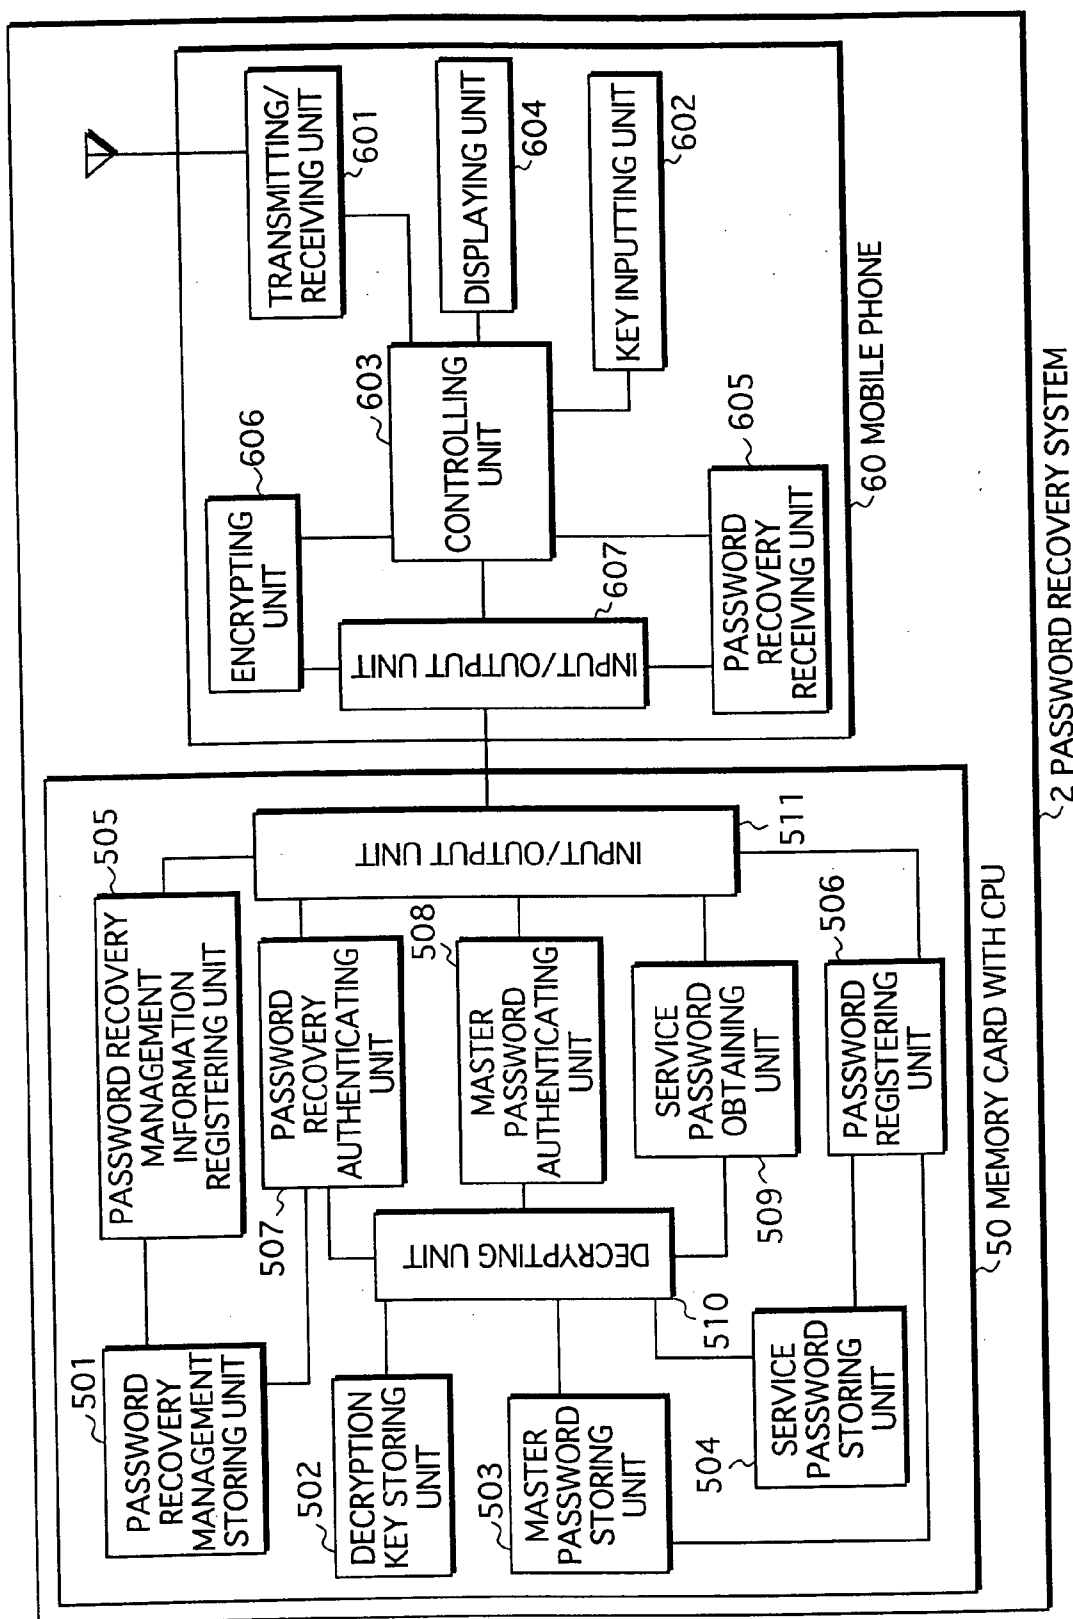 2 PASSWORD RECOVERY SYSTEM
50 MEMORY CARD WITH CPU
501
PASSWORD
RECOVERY
MANAGEMENT
STORING UNIT
505
PASSWORD RECOVERY
MANAGEMENT
INFORMATION
REGISTERING UNIT
502
DECRYPTION
KEY STORING
UNIT
507
PASSWORD
RECOVERY
AUTHENTICATING
UNIT
503
MASTER
PASSWORD
STORING
UNIT
DECRYPTING UNIT
510
508
MASTER
PASSWORD
AUTHENTICATING
UNIT
INPUT/OUTPUT UNIT
511
504
SERVICE
PASSWORD
STORING
UNIT
509
SERVICE
PASSWORD
OBTAINING
UNIT
506
PASSWORD
REGISTERING
UNIT
60 MOBILE PHONE
606
ENCRYPTING
UNIT
TRANSMITTING/
RECEIVING UNIT
601
607
INPUT/OUTPUT UNIT
603
CONTROLLING
UNIT
DISPLAYING UNIT
604
KEY INPUTTING UNIT
602
605
PASSWORD
RECOVERY
RECEIVING UNIT